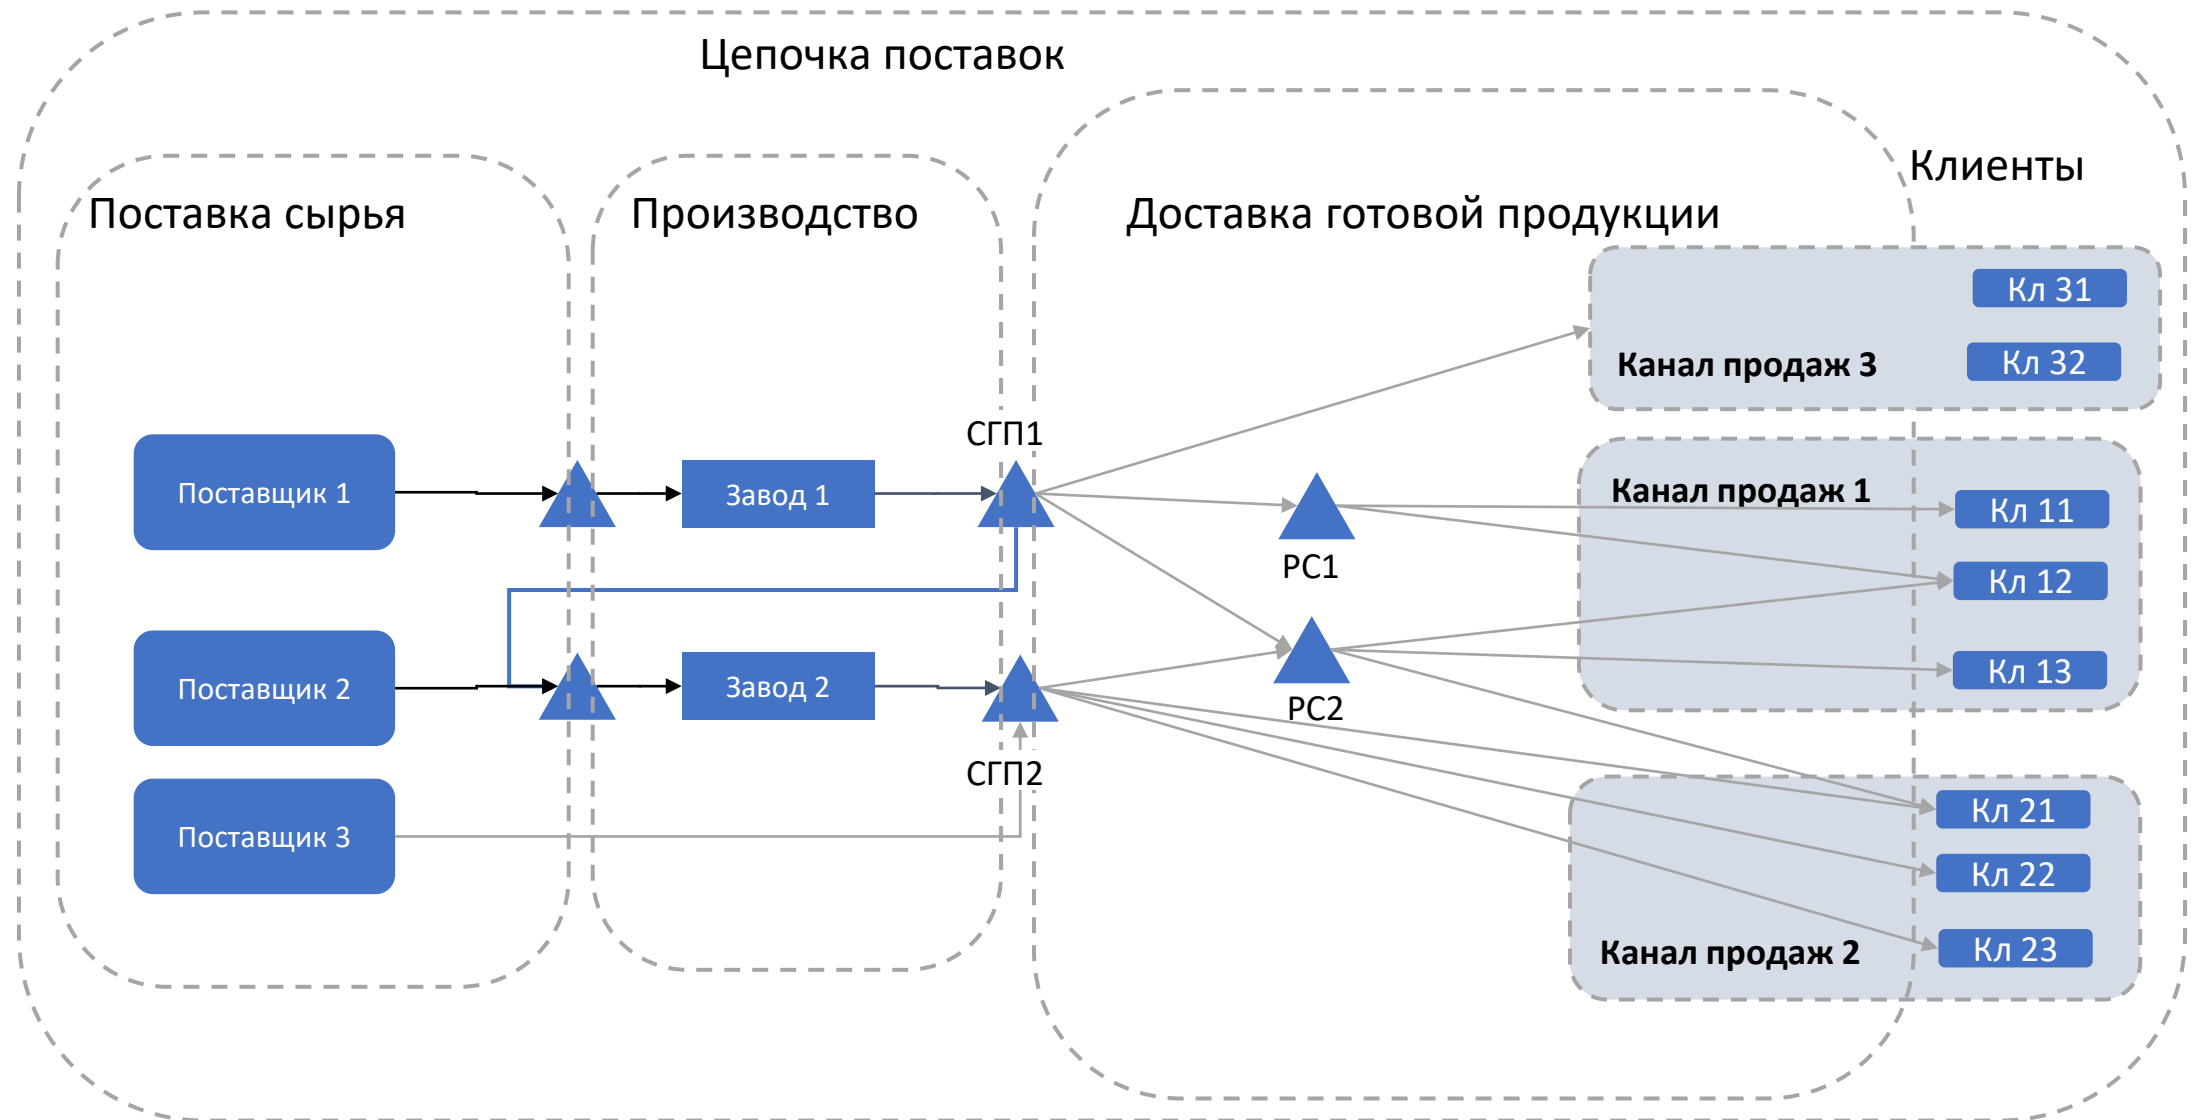 Цепочка поставок
Клиенты
Поставка сырья
Производство
Доставка готовой продукции
Кл 31
Кл 32
Канал продаж 3
СГП1
Поставщик 1
Завод 1
Канал продаж 1
Кл 11
РС1
Кл 12
Поставщик 2
Завод 2
Кл 13
РС2
СГП2
Поставщик 3
Кл 21
Кл 22
Кл 23
Канал продаж 2